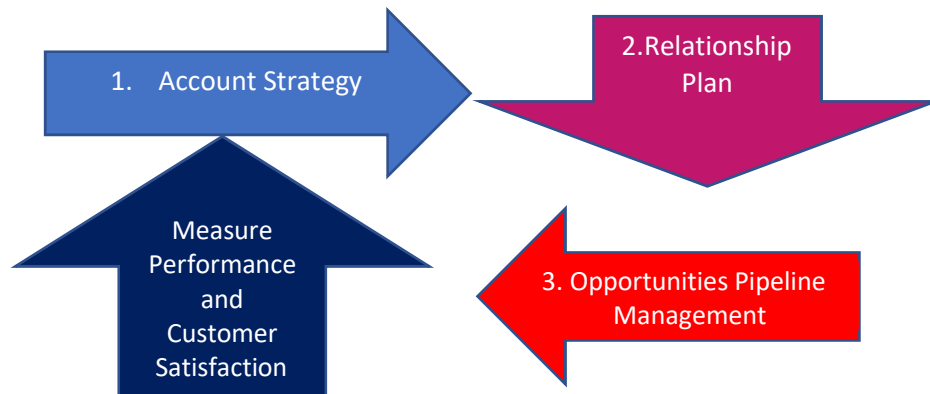 1. Account Strategy
2.Relationship
Plan
3. Opportunities Pipeline
Management
Measure
Performance
and
Customer
Satisfaction